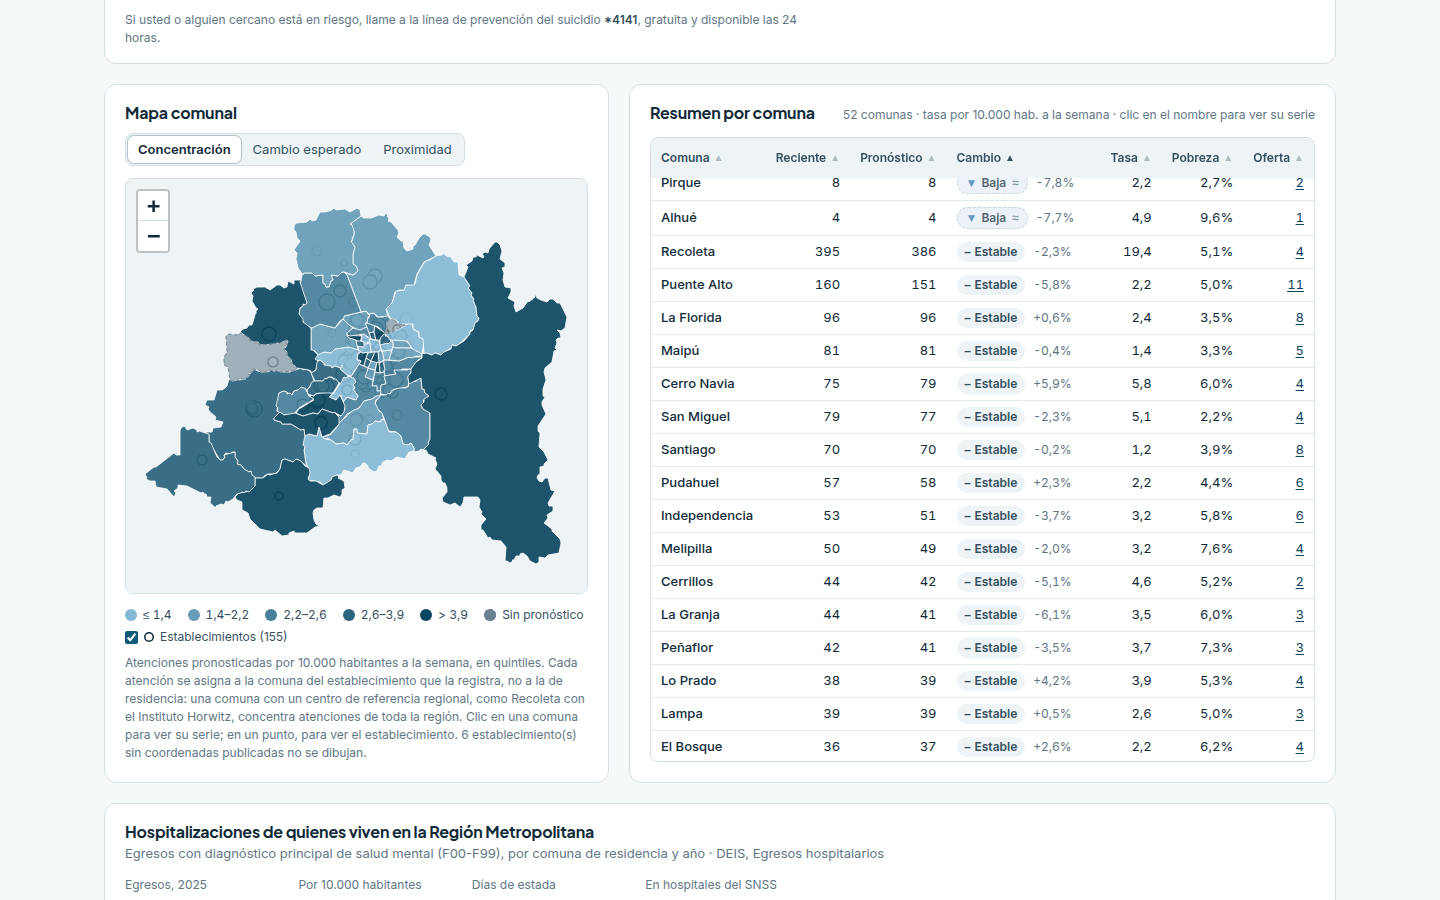 Si usted o alguien cercano está en riesgo, llame a la línea de prevención del suicidio *4141, gratuita y disponible las 24
horas.
Mapa comunal
Concentración Cambio esperado Proximidad
+
−
≤ 1,4 1,4–2,2 2,2–2,6 2,6–3,9 > 3,9 Sin pronóstico
Establecimientos (155)
Atenciones pronosticadas por 10.000 habitantes a la semana, en quintiles. Cada
atención se asigna a la comuna del establecimiento que la registra, no a la de
residencia: una comuna con un centro de referencia regional, como Recoleta con
el Instituto Horwitz, concentra atenciones de toda la región. Clic en una comuna
para ver su serie; en un punto, para ver el establecimiento. 6 establecimiento(s)
sin coordenadas publicadas no se dibujan.
Resumen por comuna 52 comunas · tasa por 10.000 hab. a la semana · clic en el nombre para ver su serie
Comuna ▲ Reciente ▲ Pronóstico ▲ Cambio ▲ Tasa ▲ Pobreza ▲ Oferta ▲
Pirque 8 8 ▼ Baja ≈ -7,8% 2,2 2,7% 2
Alhué 4 4 ▼ Baja ≈ -7,7% 4,9 9,6% 1
Recoleta 395 386 – Estable -2,3% 19,4 5,1% 4
Puente Alto 160 151 – Estable -5,8% 2,2 5,0% 11
La Florida 96 96 – Estable +0,6% 2,4 3,5% 8
Maipú 81 81 – Estable -0,4% 1,4 3,3% 5
Cerro Navia 75 79 – Estable +5,9% 5,8 6,0% 4
San Miguel 79 77 – Estable -2,3% 5,1 2,2% 4
Santiago 70 70 – Estable -0,2% 1,2 3,9% 8
Pudahuel 57 58 – Estable +2,3% 2,2 4,4% 6
Independencia 53 51 – Estable -3,7% 3,2 5,8% 6
Melipilla 50 49 – Estable -2,0% 3,2 7,6% 4
Cerrillos 44 42 – Estable -5,1% 4,6 5,2% 2
La Granja 44 41 – Estable -6,1% 3,5 6,0% 3
Peñaflor 42 41 – Estable -3,5% 3,7 7,3% 3
Lo Prado 38 39 – Estable +4,2% 3,9 5,3% 4
Lampa 39 39 – Estable +0,5% 2,6 5,0% 3
El Bosque 36 37 – Estable +2,6% 2,2 6,2% 4
Hospitalizaciones de quienes viven en la Región Metropolitana
Egresos con diagnóstico principal de salud mental (F00-F99), por comuna de residencia y año · DEIS, Egresos hospitalarios
Egresos, 2025 Por 10.000 habitantes Días de estada En hospitales del SNSS